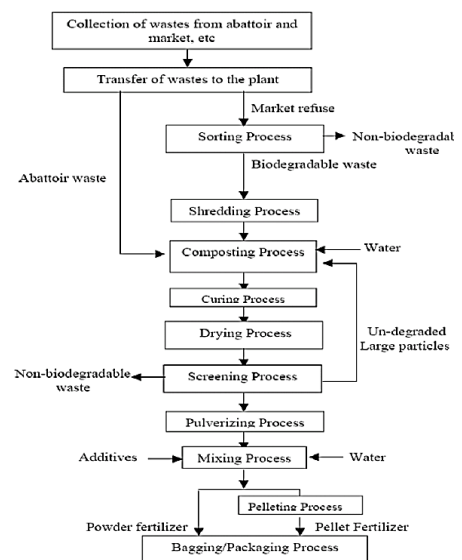 Collection of wastes from abattoir and
market, etc
Transfer of wastes to the plant
Market refuse
Sorting Process
Non-biodegradable
waste
Biodegradable waste
Abattoir waste
Shredding Process
Composting Process
Water
Curing Process
Drying Process
Un-degraded
Large particles
Non-biodegradable
waste
Screening Process
Pulverizing Process
Additives
Mixing Process
Water
Pelleting Process
Powder fertilizer
Pellet Fertilizer
Bagging/Packaging Process